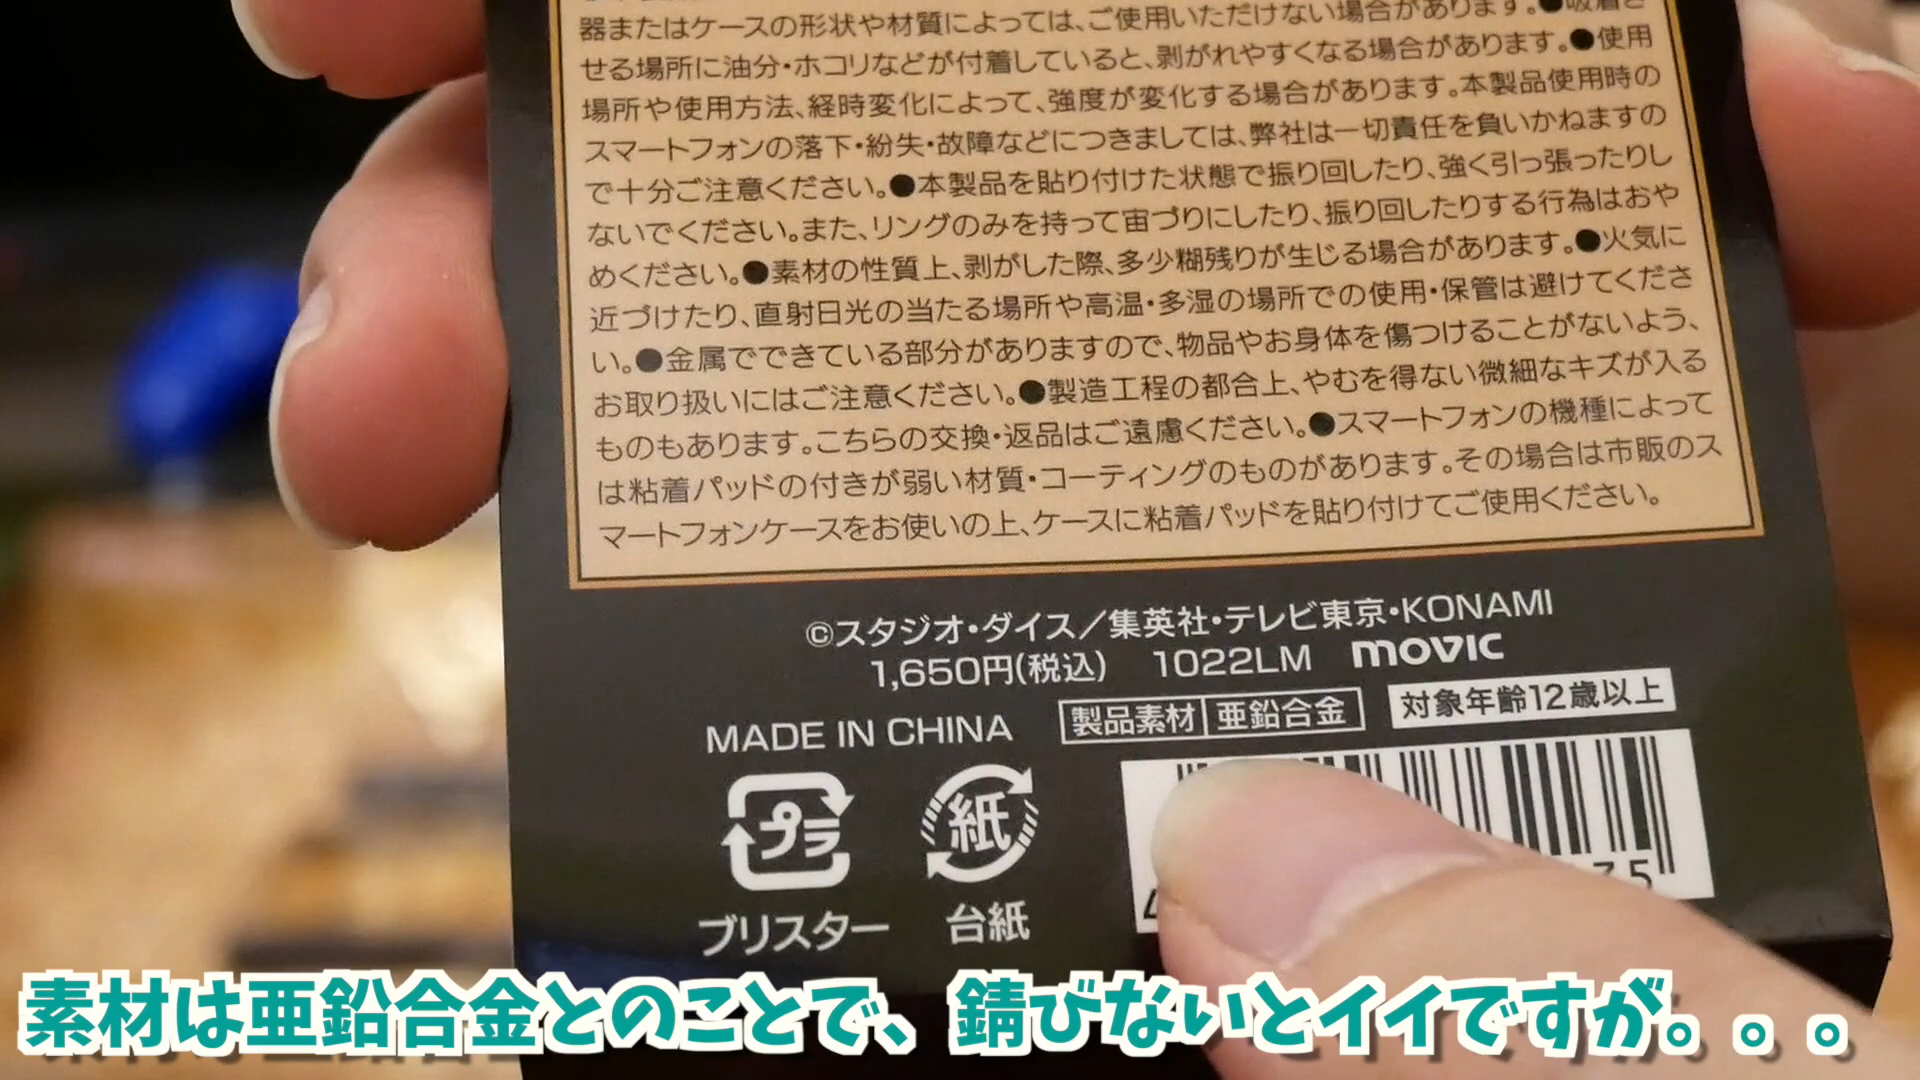 器またはケースの形状や材質によっては、ご使用いただけない場合があります。●吸着さ
せる場所に油分・ホコリなどが付着していると、剥がれやすくなる場合があります。●使用
場所や使用方法、経時変化によって、強度が変化する場合があります。本製品使用時の
スマートフォンの落下・紛失・故障などにつきましては、弊社は一切責任を負いかねますの
で十分ご注意ください。●本製品を貼り付けた状態で振り回したり、強く引っ張ったりし
ないでください。また、リングのみを持って宙づりにしたり、振り回したりする行為はおや
めください。●素材の性質上、剥がした際、多少糊残りが生じる場合があります。●火気に
近づけたり、直射日光の当たる場所や高温・多湿の場所での使用・保管は避けてくださ
い。●金属でできている部分がありますので、物品やお身体を傷つけることがないよう、
お取り扱いにはご注意ください。●製造工程の都合上、やむを得ない微細なキズが入る
ものもあります。こちらの交換・返品はご遠慮ください。●スマートフォンの機種によって
は粘着パッドの付きが弱い材質・コーティングのものがあります。その場合は市販のス
マートフォンケースをお使いの上、ケースに粘着パッドを貼り付けてご使用ください。
©スタジオ・ダイス／集英社・テレビ東京・KONAMI
1,650円(税込) 1022LM movic
MADE IN CHINA 製品素材 亜鉛合金 対象年齢12歳以上
プラ 紙
ブリスター 台紙
素材は亜鉛合金とのことで、錆びないとイイですが。。。